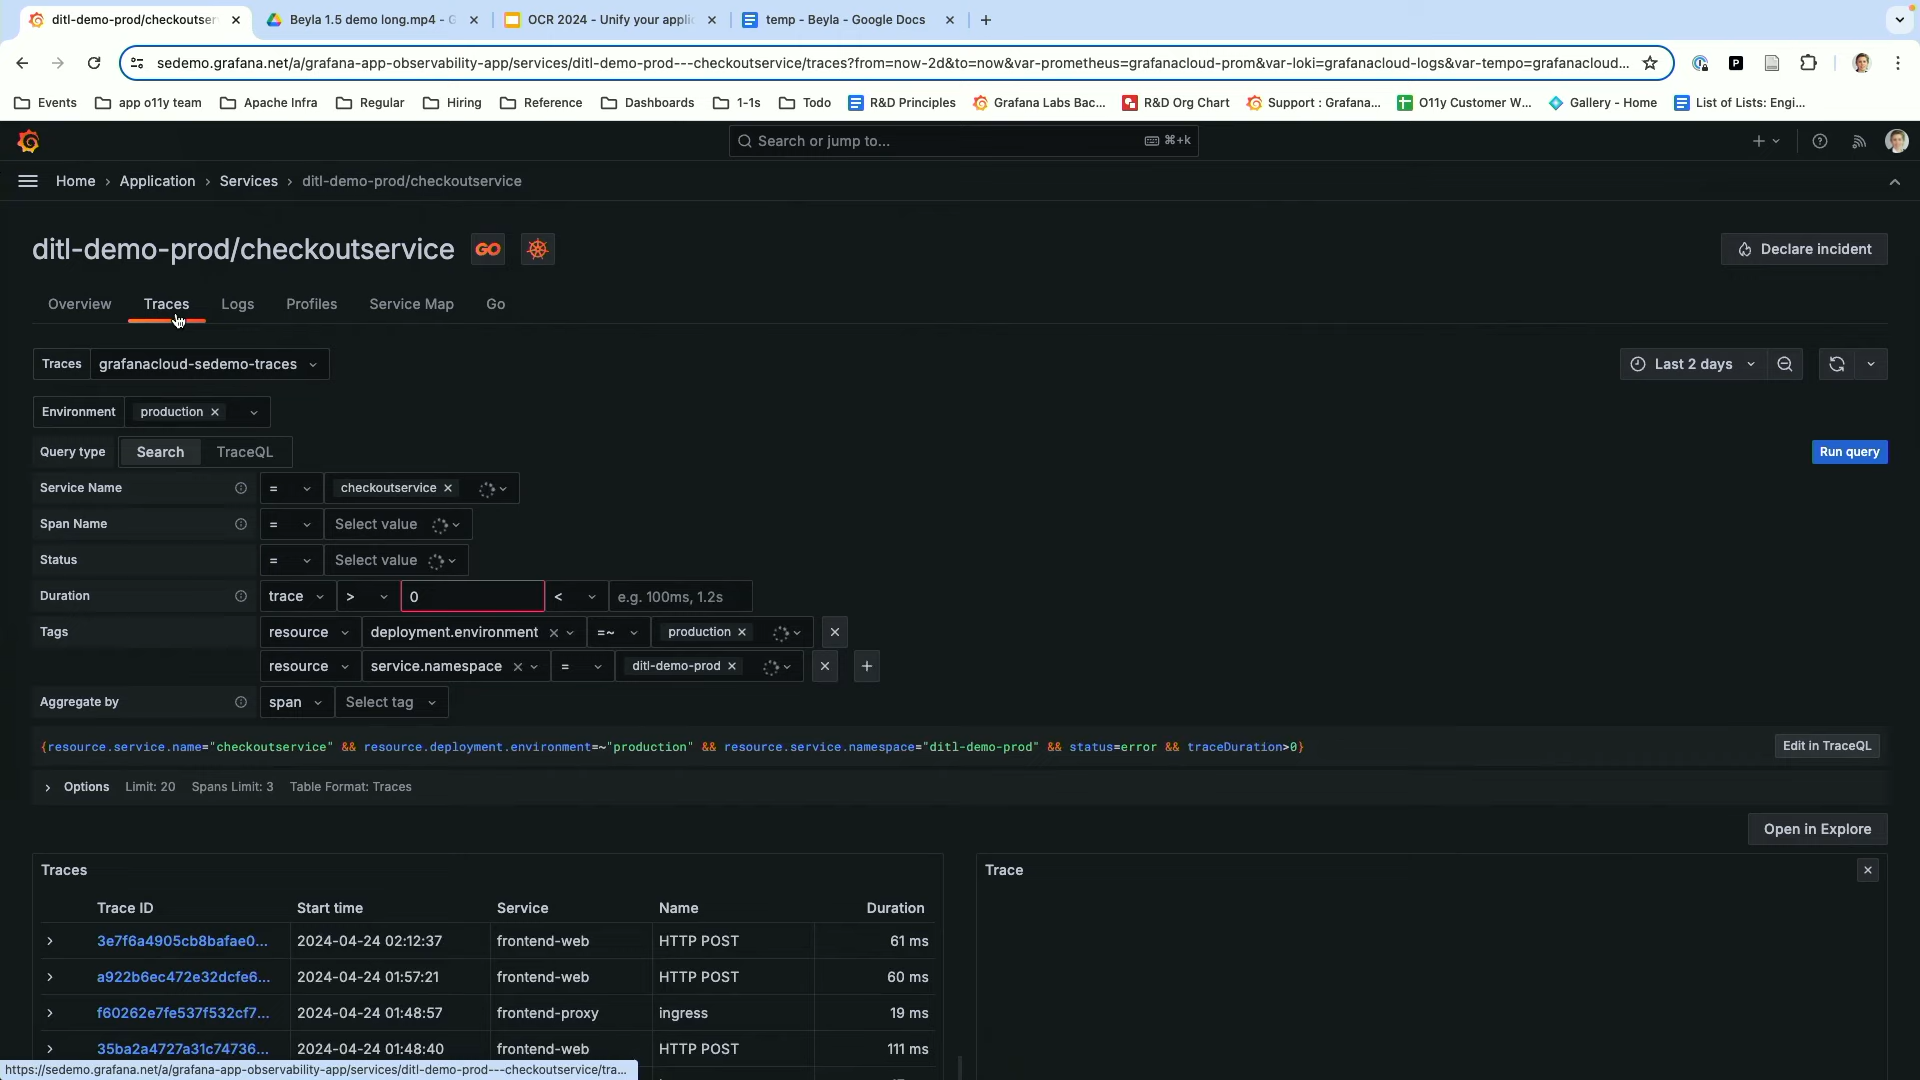 ditl-demo-prod/checkoutser
Beyla 1.5 demo long.mp4 - G
OCR 2024 - Unify your appli
temp - Beyla - Google Docs
sedemo.grafana.net/a/grafana-app-observability-app/services/ditl-demo-prod---checkoutservice/traces?from=now-2d&to=now&var-prometheus=grafanacloud-prom&var-loki=grafanacloud-logs&var-tempo=grafanacloud...
Events app o11y team Apache Infra Regular Hiring Reference Dashboards 1-1s Todo R&D Principles Grafana Labs Bac... R&D Org Chart Support : Grafana... O11y Customer W... Gallery - Home List of Lists: Engi...
Search or jump to... ⌘+k
Home › Application › Services › ditl-demo-prod/checkoutservice
ditl-demo-prod/checkoutservice GO
Declare incident
Overview Traces Logs Profiles Service Map Go
Traces grafanacloud-sedemo-traces
Last 2 days
Environment production
Query type Search TraceQL
Run query
Service Name = checkoutservice
Span Name = Select value
Status = Select value
Duration trace > 0 < e.g. 100ms, 1.2s
Tags resource deployment.environment =~ production
resource service.namespace = ditl-demo-prod
Aggregate by span Select tag
{resource.service.name="checkoutservice" && resource.deployment.environment=~"production" && resource.service.namespace="ditl-demo-prod" && status=error && traceDuration>0}
Edit in TraceQL
Options Limit: 20 Spans Limit: 3 Table Format: Traces
Open in Explore
Traces
Trace
Trace ID Start time Service Name Duration
3e7f6a4905cb8bafae0... 2024-04-24 02:12:37 frontend-web HTTP POST 61 ms
a922b6ec472e32dcfe6... 2024-04-24 01:57:21 frontend-web HTTP POST 60 ms
f60262e7fe537f532cf7... 2024-04-24 01:48:57 frontend-proxy ingress 19 ms
35ba2a4727a31c74736... 2024-04-24 01:48:40 frontend-web HTTP POST 111 ms
https://sedemo.grafana.net/a/grafana-app-observability-app/services/ditl-demo-prod---checkoutservice/tra...